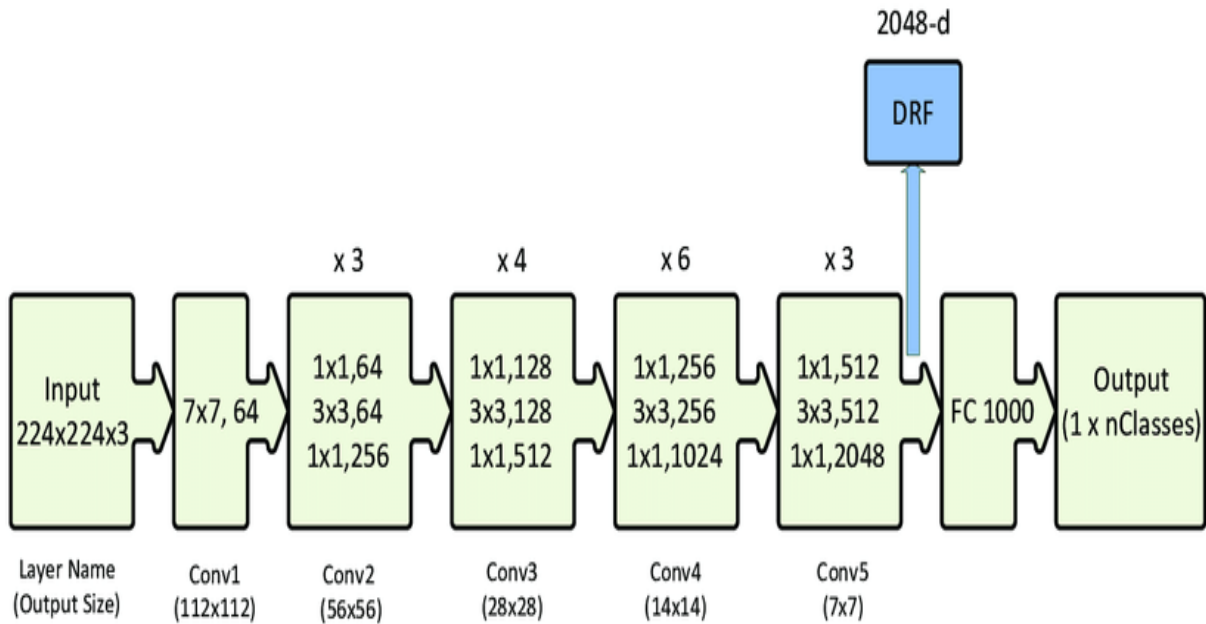 2048-d
DRF
x 3
x 4
x 6
x 3
Input
224x224x3
7x7, 64
1x1,64
3x3,64
1x1,256
1x1,128
3x3,128
1x1,512
1x1,256
3x3,256
1x1,1024
1x1,512
3x3,512
1x1,2048
FC 1000
Output
(1 x nClasses)
Layer Name
(Output Size)
Conv1
(112x112)
Conv2
(56x56)
Conv3
(28x28)
Conv4
(14x14)
Conv5
(7x7)